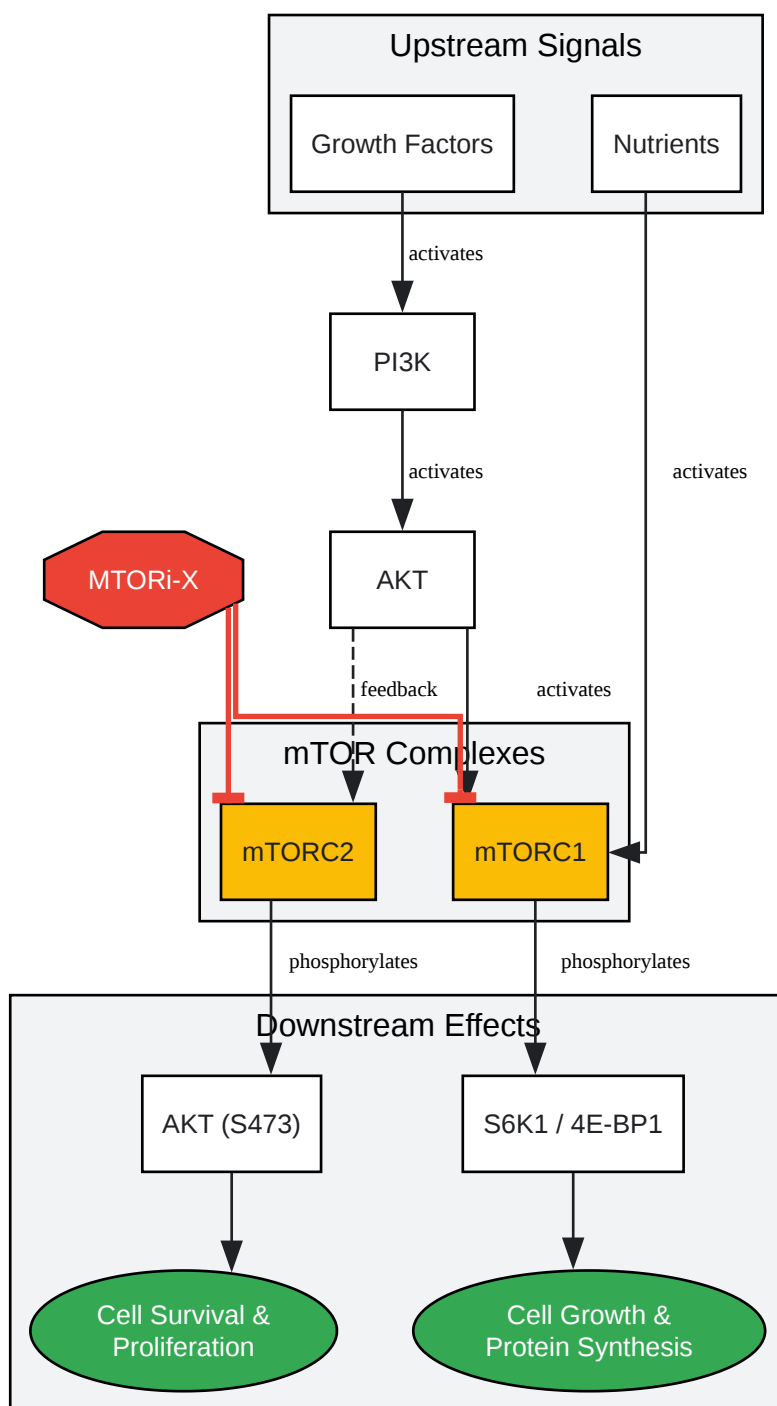 Upstream Signals
Growth Factors
Nutrients
activates
PI3K
activates
activates
MTORi-X
AKT
feedback
activates
mTOR Complexes
mTORC2
mTORC1
phosphorylates
phosphorylates
Downstream Effects
AKT (S473)
S6K1 / 4E-BP1
Cell Survival &
Proliferation
Cell Growth &
Protein Synthesis